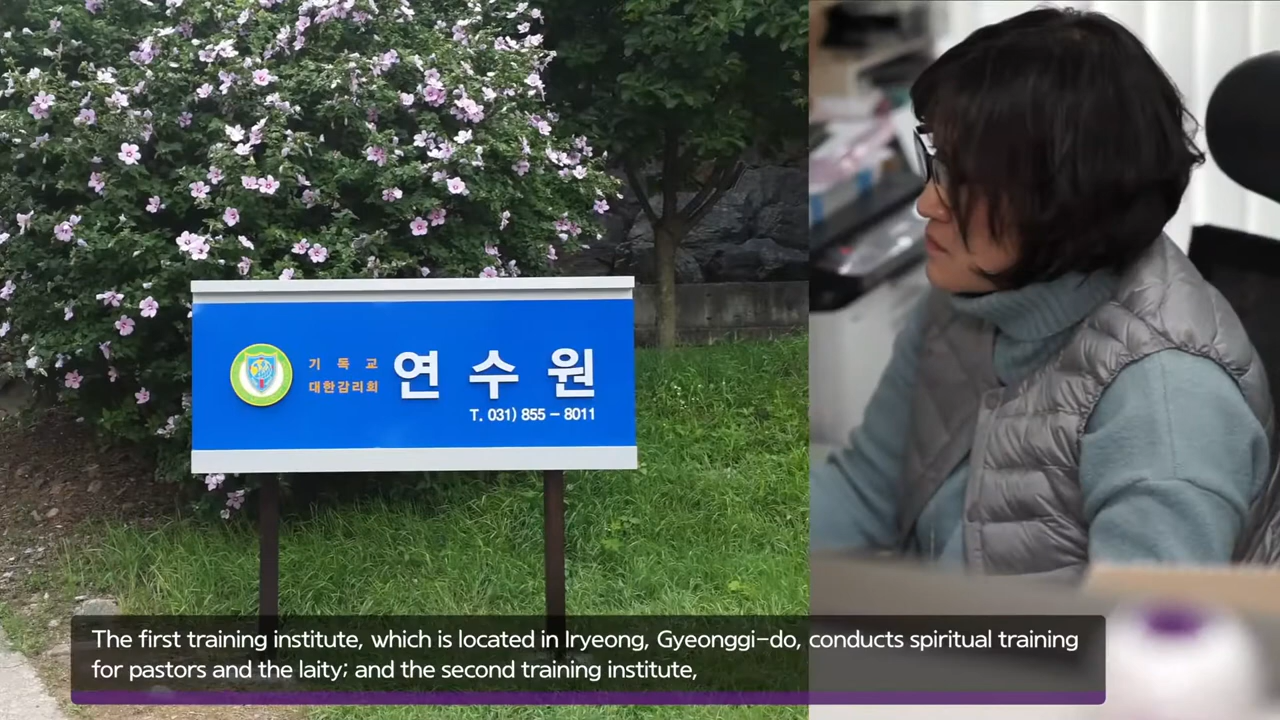 기독교
대한감리회
연수원
T. 031) 855 - 8011
The first training institute, which is located in Iryeong, Gyeonggi-do, conducts spiritual training
for pastors and the laity; and the second training institute,